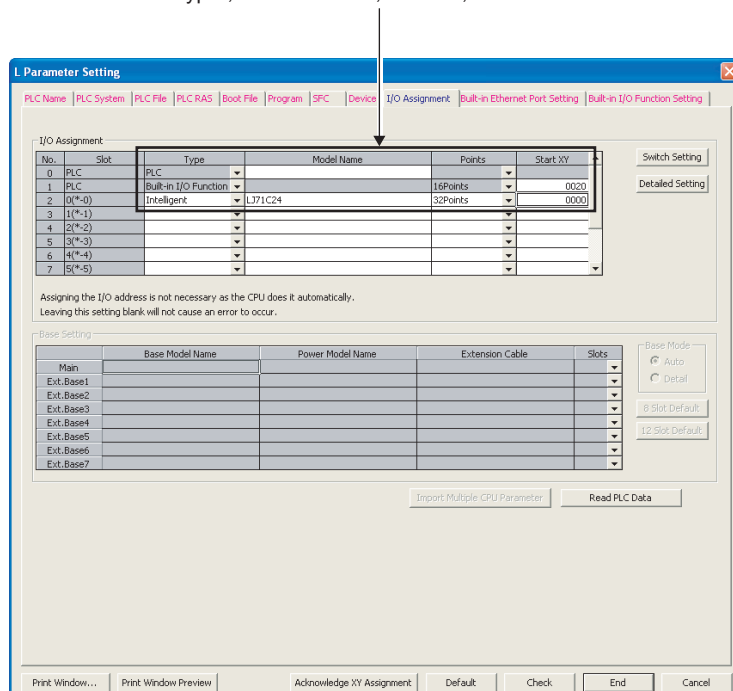 L Parameter Setting
PLC Name PLC System PLC File PLC RAS Boot File Program SFC Device I/O Assignment Built-in Ethernet Port Setting Built-in I/O Function Setting
I/O Assignment
No. Slot Type Model Name Points Start XY
0 PLC PLC
1 PLC Built-in I/O Function 16Points 0020
2 0(*-0) Intelligent LJ71C24 32Points 0000
3 1(*-1)
4 2(*-2)
5 3(*-3)
6 4(*-4)
7 5(*-5)
Switch Setting
Detailed Setting
Assigning the I/O address is not necessary as the CPU does it automatically.
Leaving this setting blank will not cause an error to occur.
Base Setting
Base Model Name Power Model Name Extension Cable Slots
Main
Ext.Base1
Ext.Base2
Ext.Base3
Ext.Base4
Ext.Base5
Ext.Base6
Ext.Base7
Base Mode
Auto
Detail
8 Slot Default
12 Slot Default
Import Multiple CPU Parameter Read PLC Data
Print Window... Print Window Preview Acknowledge XY Assignment Default Check End Cancel